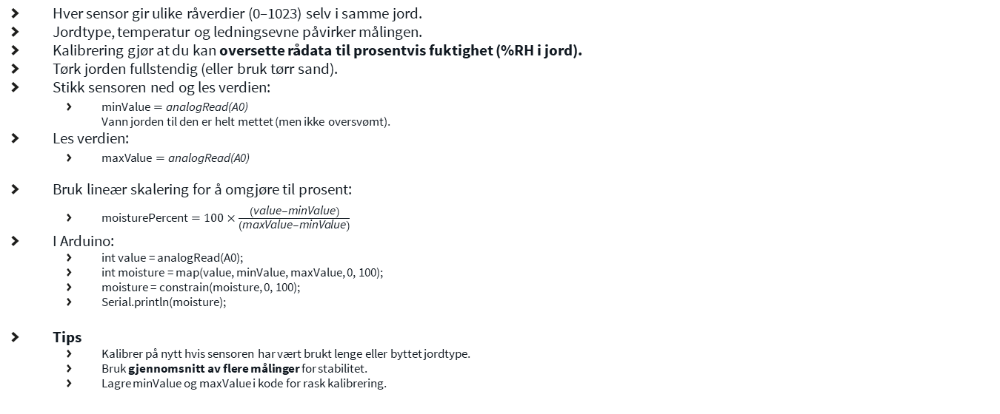 Hver sensor gir ulike råverdier (0–1023) selv i samme jord.
Jordtype, temperatur og ledningsevne påvirker målingen.
Kalibrering gjør at du kan oversette rådata til prosentvis fuktighet (%RH i jord).
Tørk jorden fullstendig (eller bruk tørr sand).
Stikk sensoren ned og les verdien:
minValue = analogRead(A0)
Vann jorden til den er helt mettet (men ikke oversvømt).
Les verdien:
maxValue = analogRead(A0)
Bruk lineær skalering for å omgjøre til prosent:
moisturePercent = 100 × (value–minValue) / (maxValue–minValue)
I Arduino:
int value = analogRead(A0);
int moisture = map(value, minValue, maxValue, 0, 100);
moisture = constrain(moisture, 0, 100);
Serial.println(moisture);
Tips
Kalibrer på nytt hvis sensoren har vært brukt lenge eller byttet jordtype.
Bruk gjennomsnitt av flere målinger for stabilitet.
Lagre minValue og maxValue i kode for rask kalibrering.